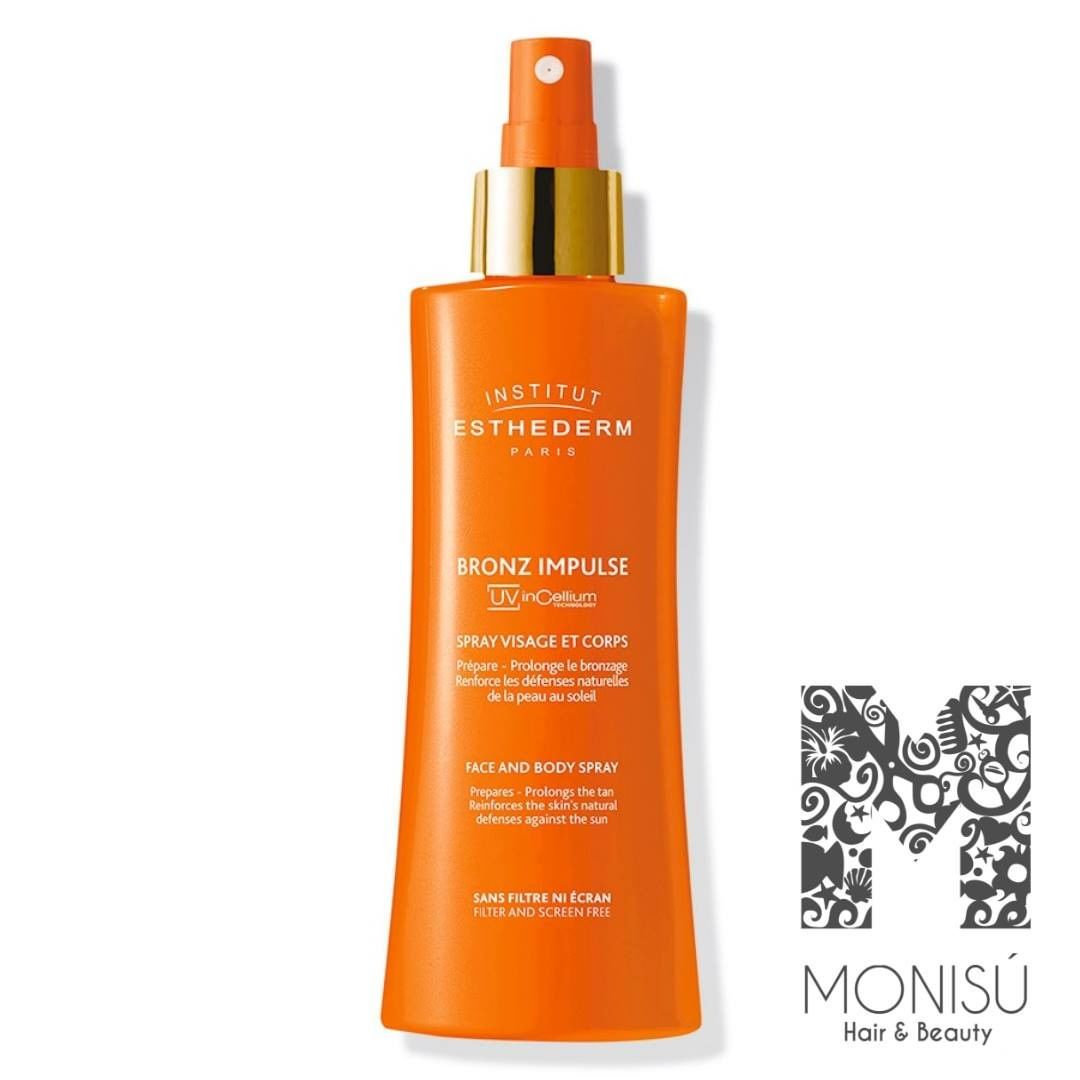 INSTITUT
ESTHEDERM
PARIS
BRONZ IMPULSE
UV inCellium
TECHNOLOGY
SPRAY VISAGE ET CORPS
Prépare - Prolonge le bronzage
Renforce les défenses naturelles
de la peau au soleil
FACE AND BODY SPRAY
Prepares - Prolongs the tan
Reinforces the skin's natural
defenses against the sun
SANS FILTRE NI ÉCRAN
FILTER AND SCREEN FREE
M
MONISÚ
Hair & Beauty